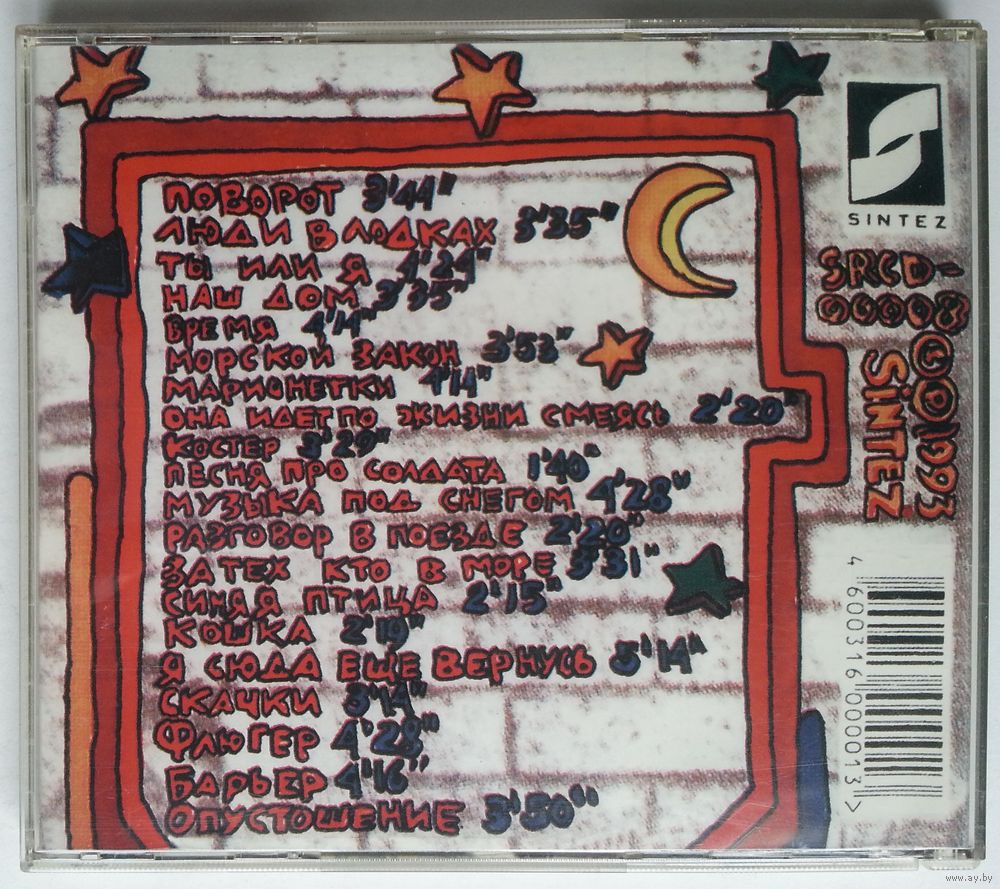 ПОВОРОТ 3'44"
ЛЮДИ В ЛОДКАХ 3'35"
ТЫ ИЛИ Я 4'24"
НАШ ДОМ 3'35"
ВРЕМЯ 4'14"
МОРСКОЙ ЗАКОН 3'53"
МАРИОНЕТКИ 4'14"
ОНА ИДЕТ ПО ЖИЗНИ СМЕЯСЬ 2'20"
КОСТЕР 3'29"
ПЕСНЯ ПРО СОЛДАТА 1'40"
МУЗЫКА ПОД СНЕГОМ 4'28"
РАЗГОВОР В ПОЕЗДЕ 2'20"
ЗА ТЕХ КТО В МОРЕ 3'31"
СИНЯЯ ПТИЦА 2'15"
КОШКА 2'19"
Я СЮДА ЕЩЕ ВЕРНУСЬ 5'14"
СКАЧКИ 3'14"
ФЛЮГЕР 4'28"
БАРЬЕР 4'16"
ОПУСТОШЕНИЕ 3'50"
SINTEZ
SRCD-
00008
©℗1993
SiNTEZ
4 600316 000013 >
www.ay.by